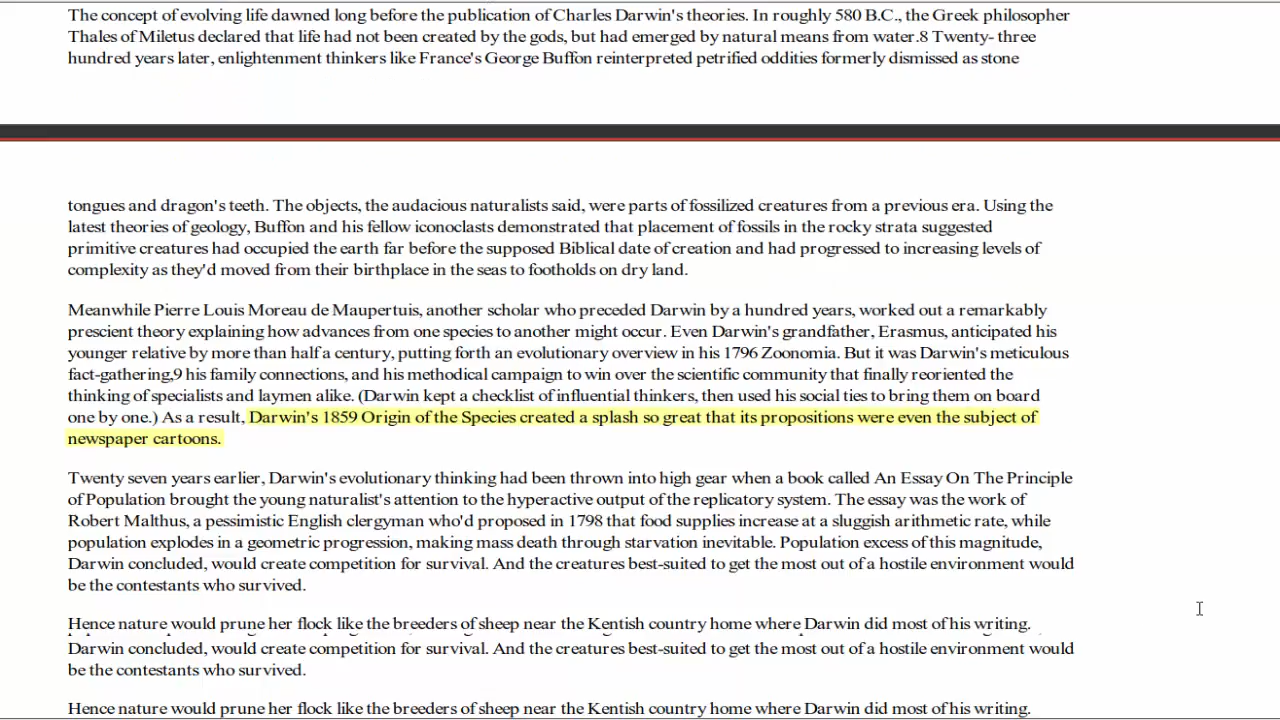 The concept of evolving life dawned long before the publication of Charles Darwin's theories. In roughly 580 B.C., the Greek philosopher
Thales of Miletus declared that life had not been created by the gods, but had emerged by natural means from water.8 Twenty- three
hundred years later, enlightenment thinkers like France's George Buffon reinterpreted petrified oddities formerly dismissed as stone
tongues and dragon's teeth. The objects, the audacious naturalists said, were parts of fossilized creatures from a previous era. Using the
latest theories of geology, Buffon and his fellow iconoclasts demonstrated that placement of fossils in the rocky strata suggested
primitive creatures had occupied the earth far before the supposed Biblical date of creation and had progressed to increasing levels of
complexity as they'd moved from their birthplace in the seas to footholds on dry land.
Meanwhile Pierre Louis Moreau de Maupertuis, another scholar who preceded Darwin by a hundred years, worked out a remarkably
prescient theory explaining how advances from one species to another might occur. Even Darwin's grandfather, Erasmus, anticipated his
younger relative by more than half a century, putting forth an evolutionary overview in his 1796 Zoonomia. But it was Darwin's meticulous
fact-gathering,9 his family connections, and his methodical campaign to win over the scientific community that finally reoriented the
thinking of specialists and laymen alike. (Darwin kept a checklist of influential thinkers, then used his social ties to bring them on board
one by one.) As a result, Darwin's 1859 Origin of the Species created a splash so great that its propositions were even the subject of
newspaper cartoons.
Twenty seven years earlier, Darwin's evolutionary thinking had been thrown into high gear when a book called An Essay On The Principle
of Population brought the young naturalist's attention to the hyperactive output of the replicatory system. The essay was the work of
Robert Malthus, a pessimistic English clergyman who'd proposed in 1798 that food supplies increase at a sluggish arithmetic rate, while
population explodes in a geometric progression, making mass death through starvation inevitable. Population excess of this magnitude,
Darwin concluded, would create competition for survival. And the creatures best-suited to get the most out of a hostile environment would
be the contestants who survived.
Hence nature would prune her flock like the breeders of sheep near the Kentish country home where Darwin did most of his writing.
Darwin concluded, would create competition for survival. And the creatures best-suited to get the most out of a hostile environment would
be the contestants who survived.
Hence nature would prune her flock like the breeders of sheep near the Kentish country home where Darwin did most of his writing.